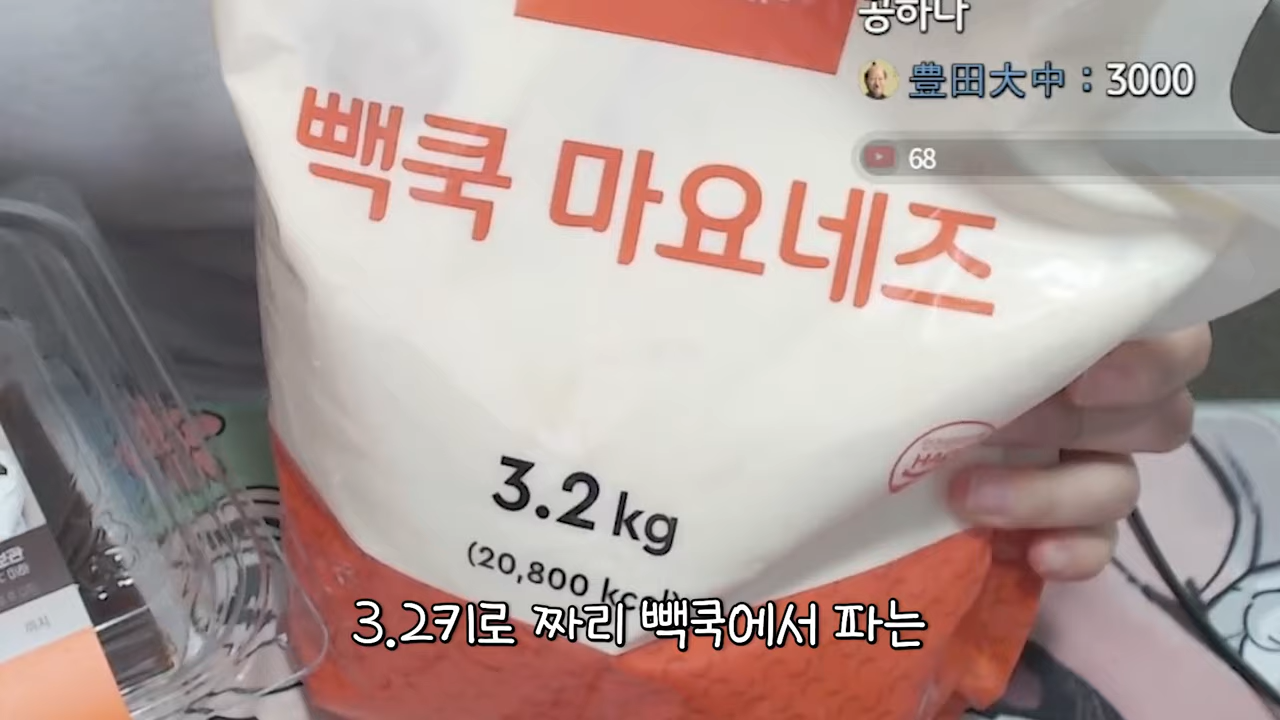 콩하나
豊田大中 : 3000
68
빽쿡 마요네즈
3.2 kg
(20,800 kcal)
3.2키로 짜리 빽쿡에서 파는